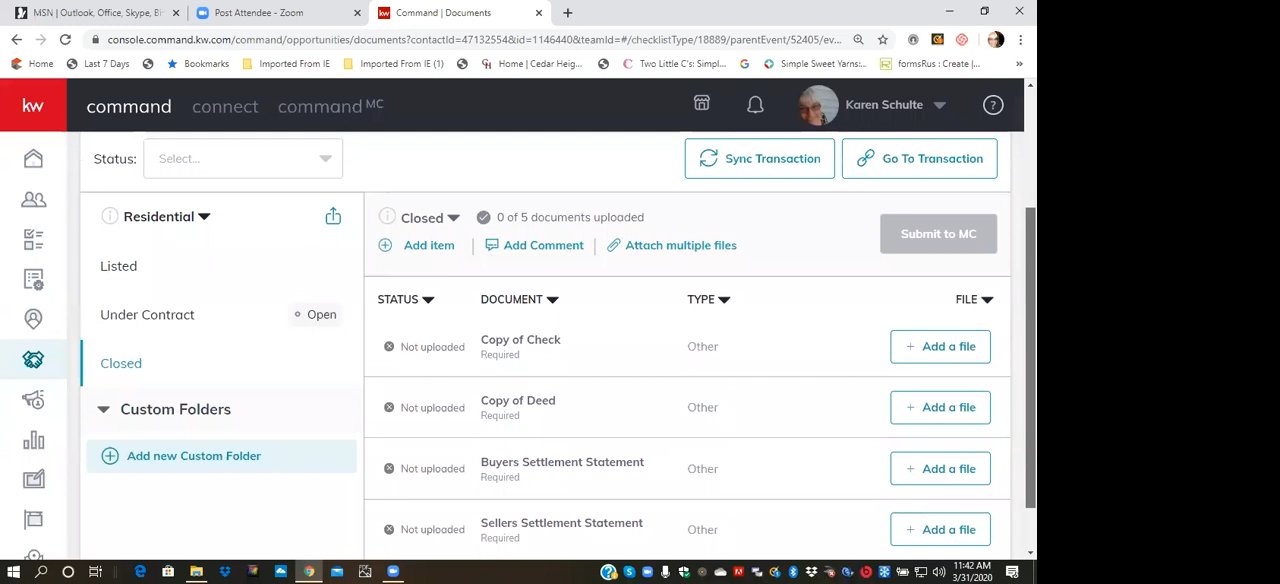 MSN | Outlook, Office, Skype, Bi
Post Attendee - Zoom
Command | Documents
console.command.kw.com/command/opportunities/documents?contactId=47132554&id=1146440&teamId=#/checklistType/18889/parentEvent/52405/ev...
Home Last 7 Days Bookmarks Imported From IE Imported From IE (1) Home | Cedar Heig... Two Little C's: Simpl... Simple Sweet Yarns:... formsRus : Create |... »
kw command connect command MC Karen Schulte ?
Status: Select... Sync Transaction Go To Transaction
Residential Closed 0 of 5 documents uploaded
Submit to MC
Add item | Add Comment | Attach multiple files
Listed
STATUS DOCUMENT TYPE FILE
Under Contract Open
Copy of Check
Not uploaded Other + Add a file
Required
Closed
Copy of Deed
Not uploaded Other + Add a file
Required
Custom Folders
Add new Custom Folder
Buyers Settlement Statement
Not uploaded Other + Add a file
Required
Sellers Settlement Statement
Not uploaded Other + Add a file
Required
11:42 AM
3/31/2020